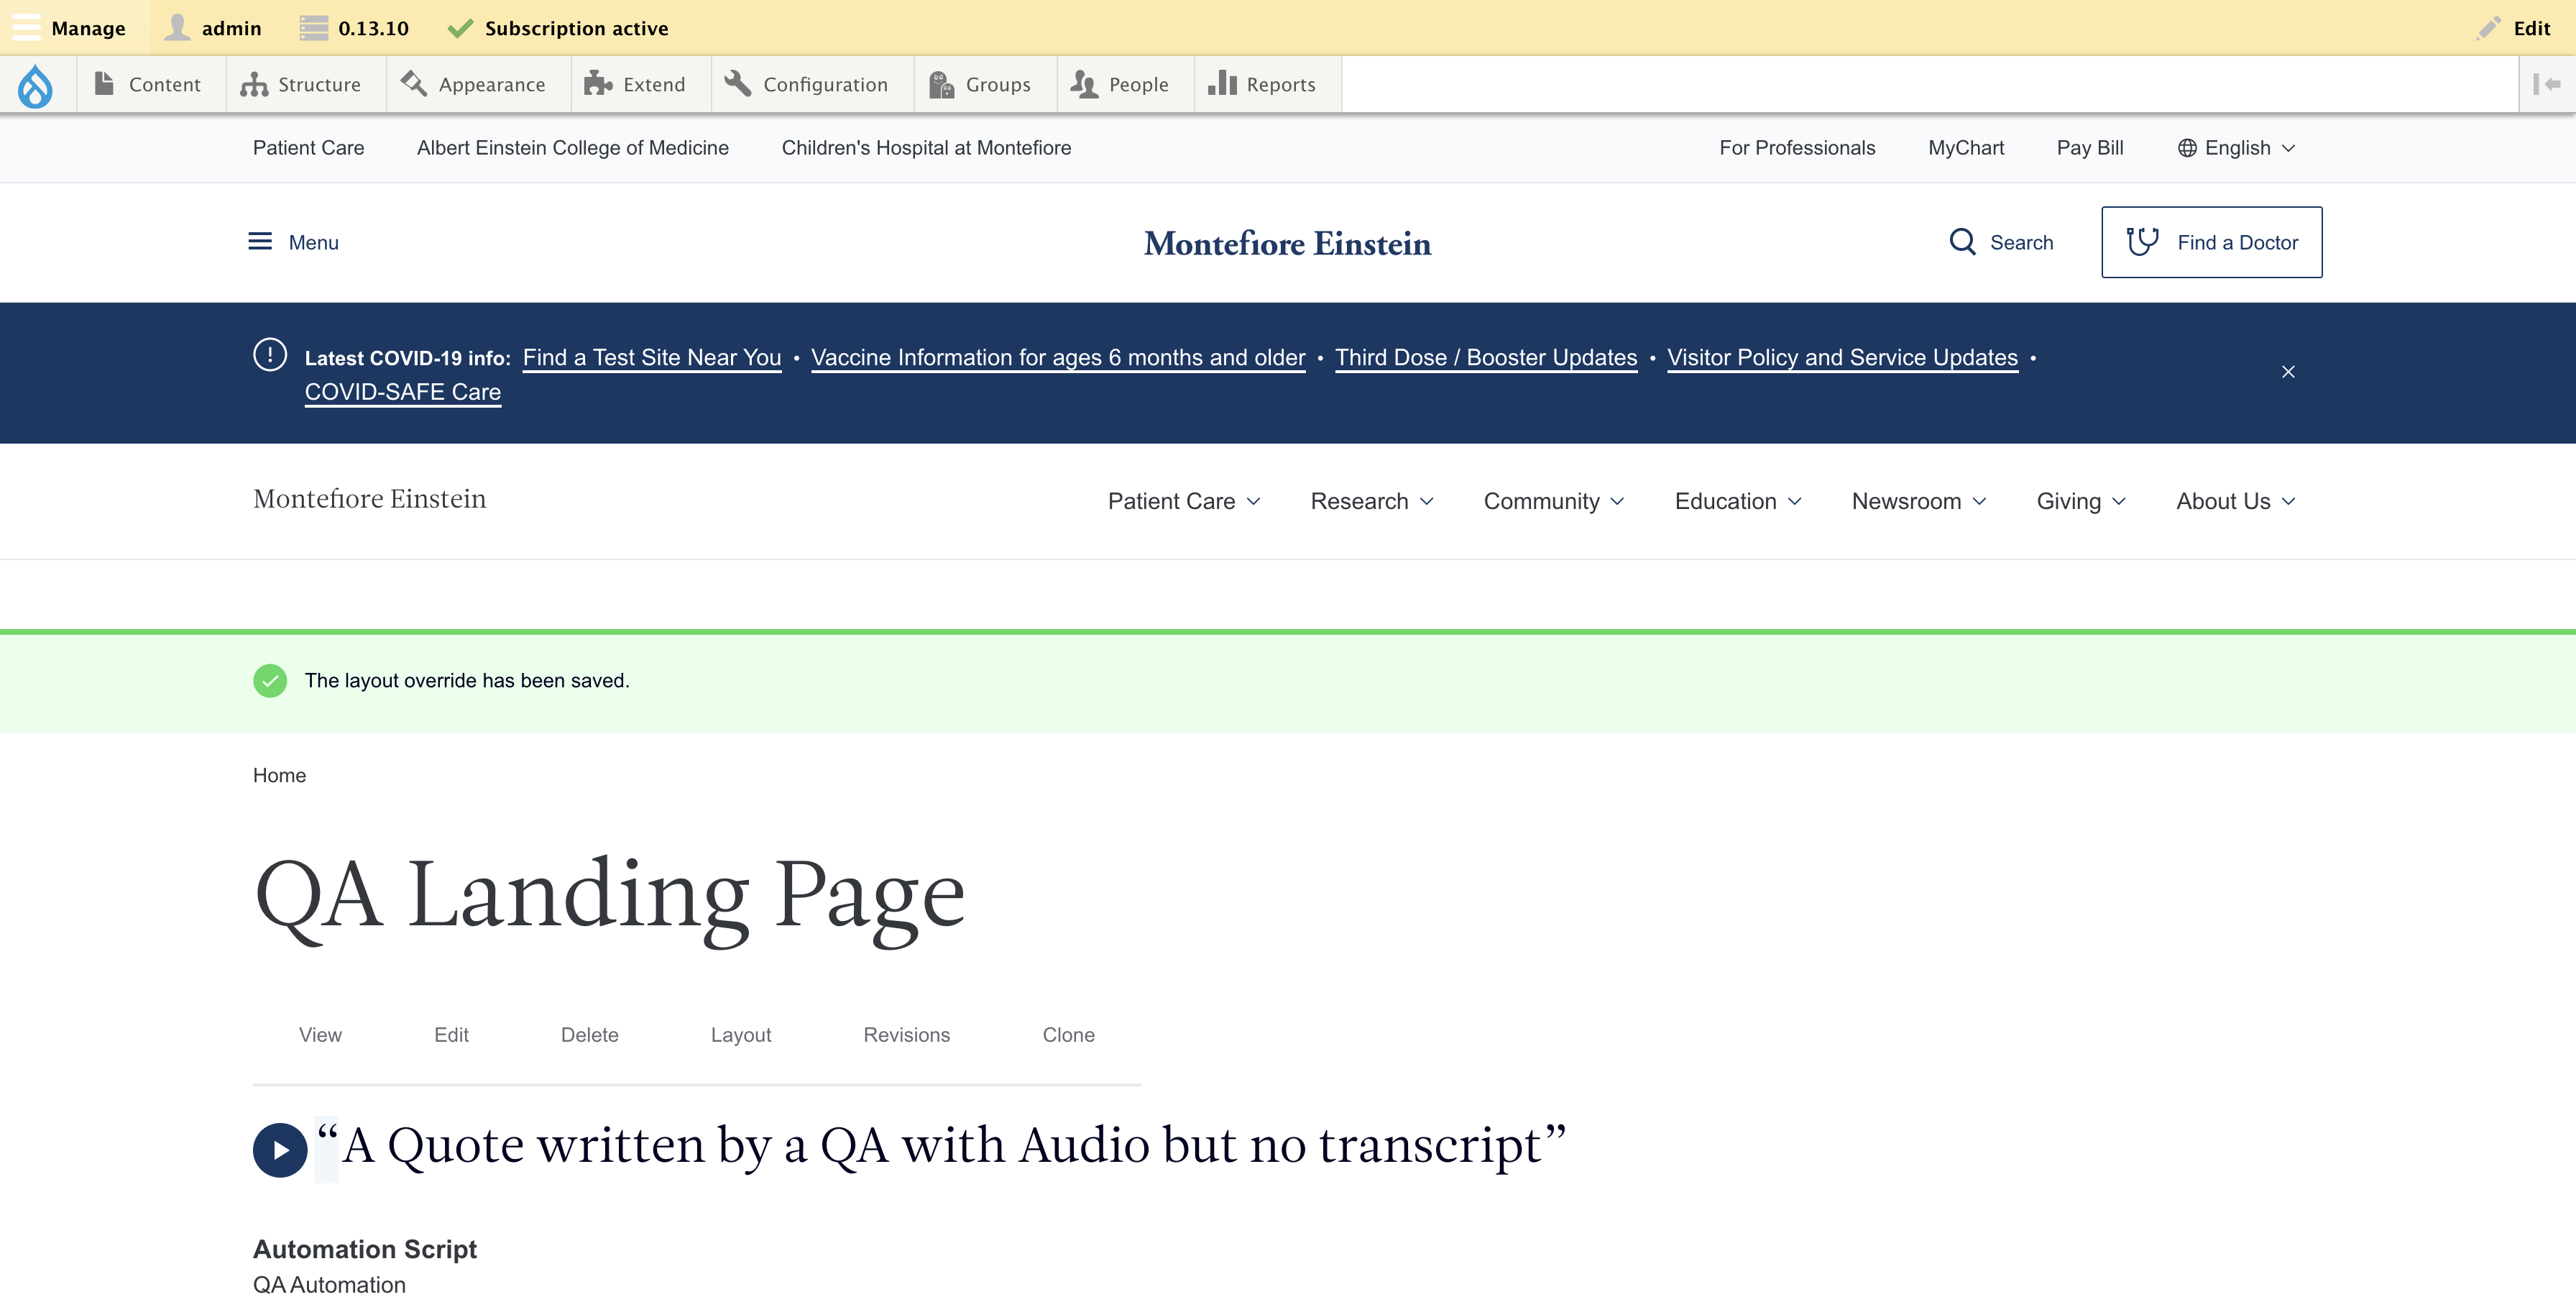 Manage admin 0.13.10 Subscription active Edit
Content Structure Appearance Extend Configuration Groups People Reports
Patient Care Albert Einstein College of Medicine Children's Hospital at Montefiore For Professionals MyChart Pay Bill English
Menu Montefiore Einstein Search Find a Doctor
Latest COVID-19 info: Find a Test Site Near You • Vaccine Information for ages 6 months and older • Third Dose / Booster Updates • Visitor Policy and Service Updates •
COVID-SAFE Care
Montefiore Einstein Patient Care Research Community Education Newsroom Giving About Us
The layout override has been saved.
Home
QA Landing Page
View Edit Delete Layout Revisions Clone
“A Quote written by a QA with Audio but no transcript”
Automation Script
QA Automation